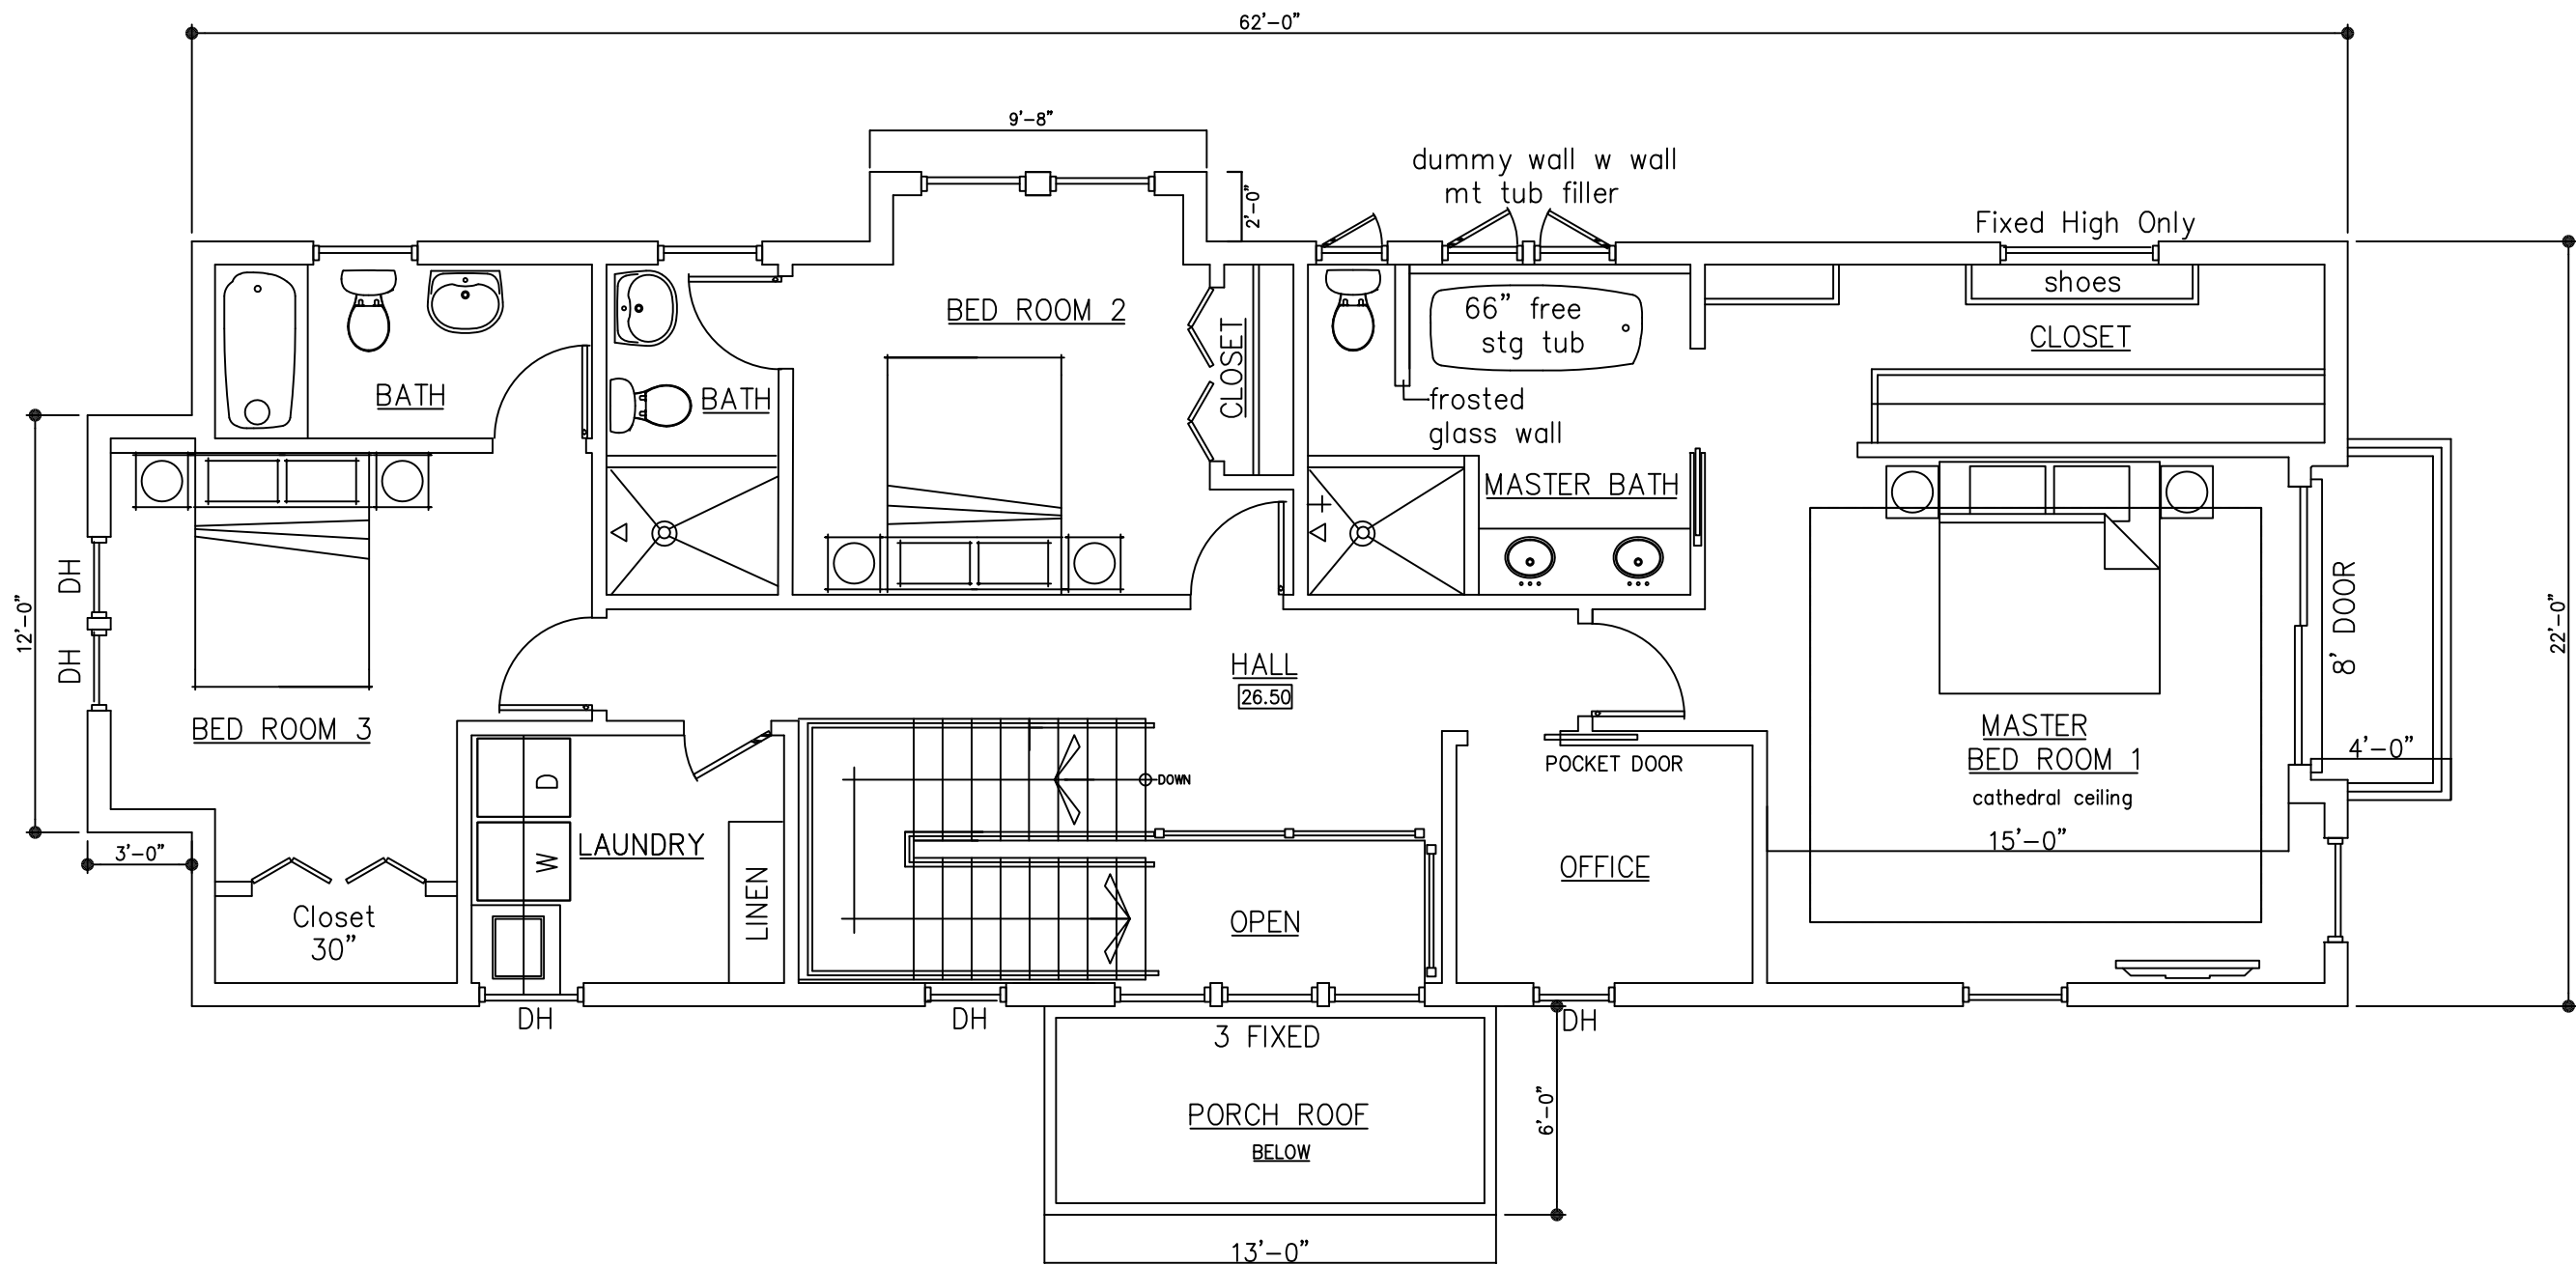 62'-0"
9'-8"
2'-0"
dummy wall w wall
mt tub filler
Fixed High Only
shoes
CLOSET
66" free
stg tub
BED ROOM 2
CLOSET
BATH
BATH
frosted
glass wall
MASTER BATH
12'-0"
DH
DH
BED ROOM 3
HALL
26.50
8' DOOR
22'-0"
MASTER
BED ROOM 1
cathedral ceiling
4'-0"
15'-0"
POCKET DOOR
DOWN
D
W
LAUNDRY
LINEN
3'-0"
Closet
30"
OPEN
OFFICE
DH
DH
DH
3 FIXED
PORCH ROOF
BELOW
6'-0"
13'-0"